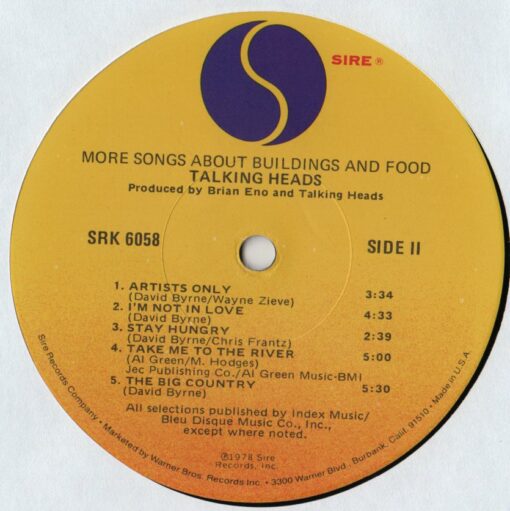 SIRE ®
MORE SONGS ABOUT BUILDINGS AND FOOD
TALKING HEADS
Produced by Brian Eno and Talking Heads
SRK 6058
SIDE II
1. ARTISTS ONLY 3:34
(David Byrne/Wayne Zieve)
2. I'M NOT IN LOVE 4:33
(David Byrne)
3. STAY HUNGRY 2:39
(David Byrne/Chris Frantz)
4. TAKE ME TO THE RIVER 5:00
(Al Green/M. Hodges)
Jec Publishing Co./Al Green Music-BMI
5. THE BIG COUNTRY 5:30
(David Byrne)
All selections published by Index Music/
Bleu Disque Music Co., Inc.,
except where noted.
℗1978 Sire
Records, Inc.
Sire Records Company • Marketed by Warner Bros. Records Inc. • 3300 Warner Blvd., Burbank, Calif. 91510 • Made in U.S.A.